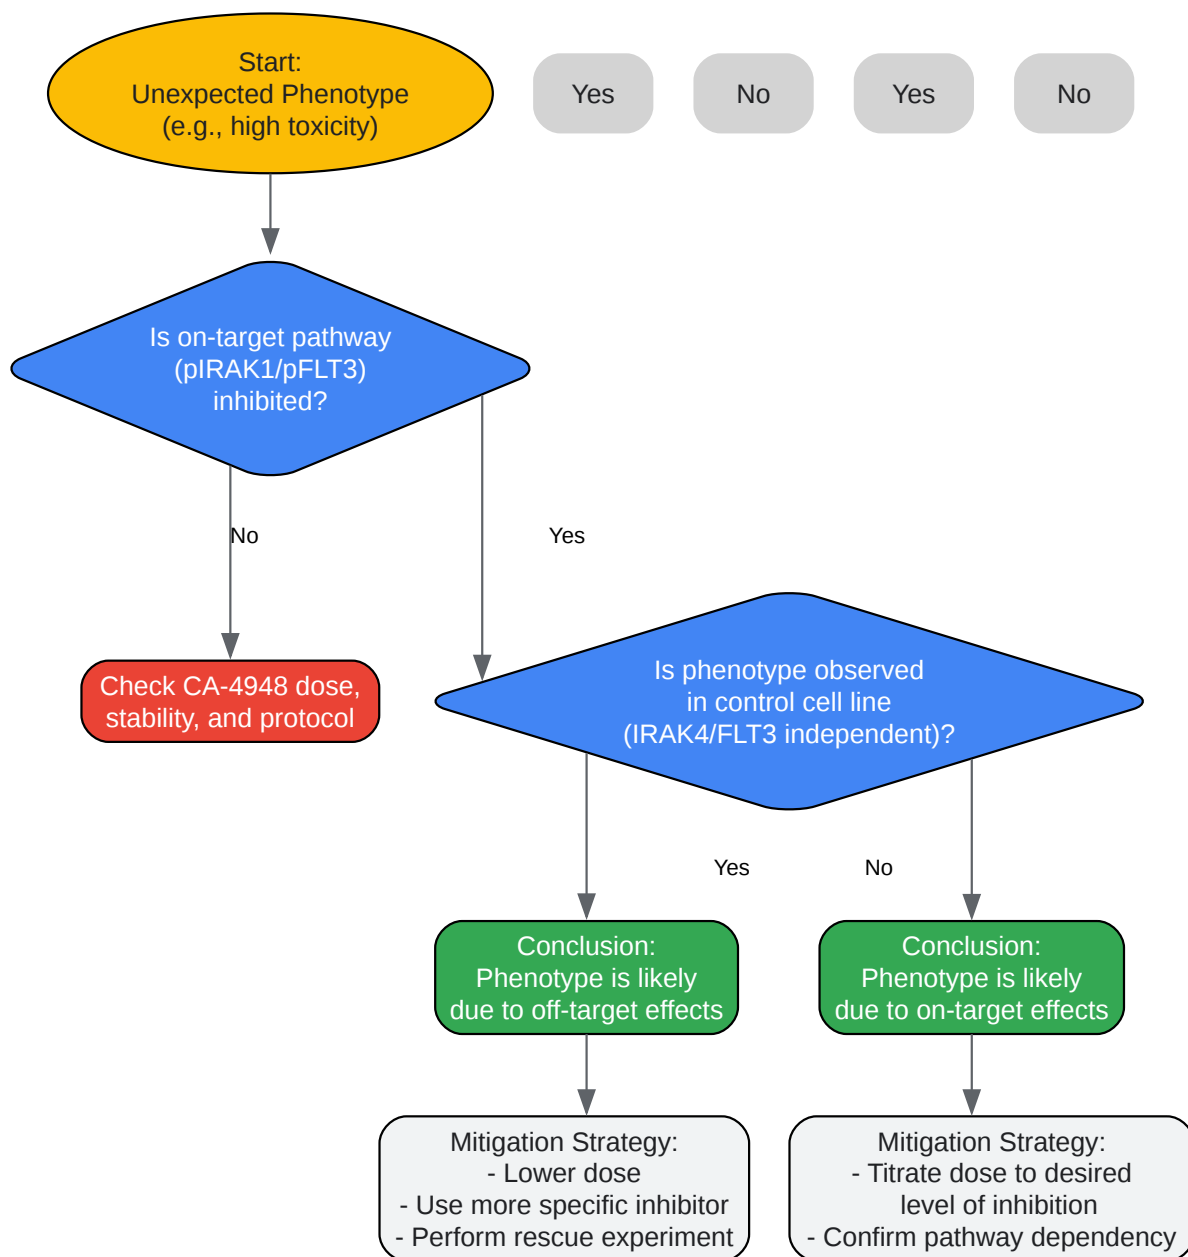 Start:
Unexpected Phenotype
(e.g., high toxicity)
Yes
No
Yes
No
Is on-target pathway
(pIRAK1/pFLT3)
inhibited?
No
Yes
Check CA-4948 dose,
stability, and protocol
Is phenotype observed
in control cell line
(IRAK4/FLT3 independent)?
Yes
No
Conclusion:
Phenotype is likely
due to off-target effects
Conclusion:
Phenotype is likely
due to on-target effects
Mitigation Strategy:
- Lower dose
- Use more specific inhibitor
- Perform rescue experiment
Mitigation Strategy:
- Titrate dose to desired
level of inhibition
- Confirm pathway dependency